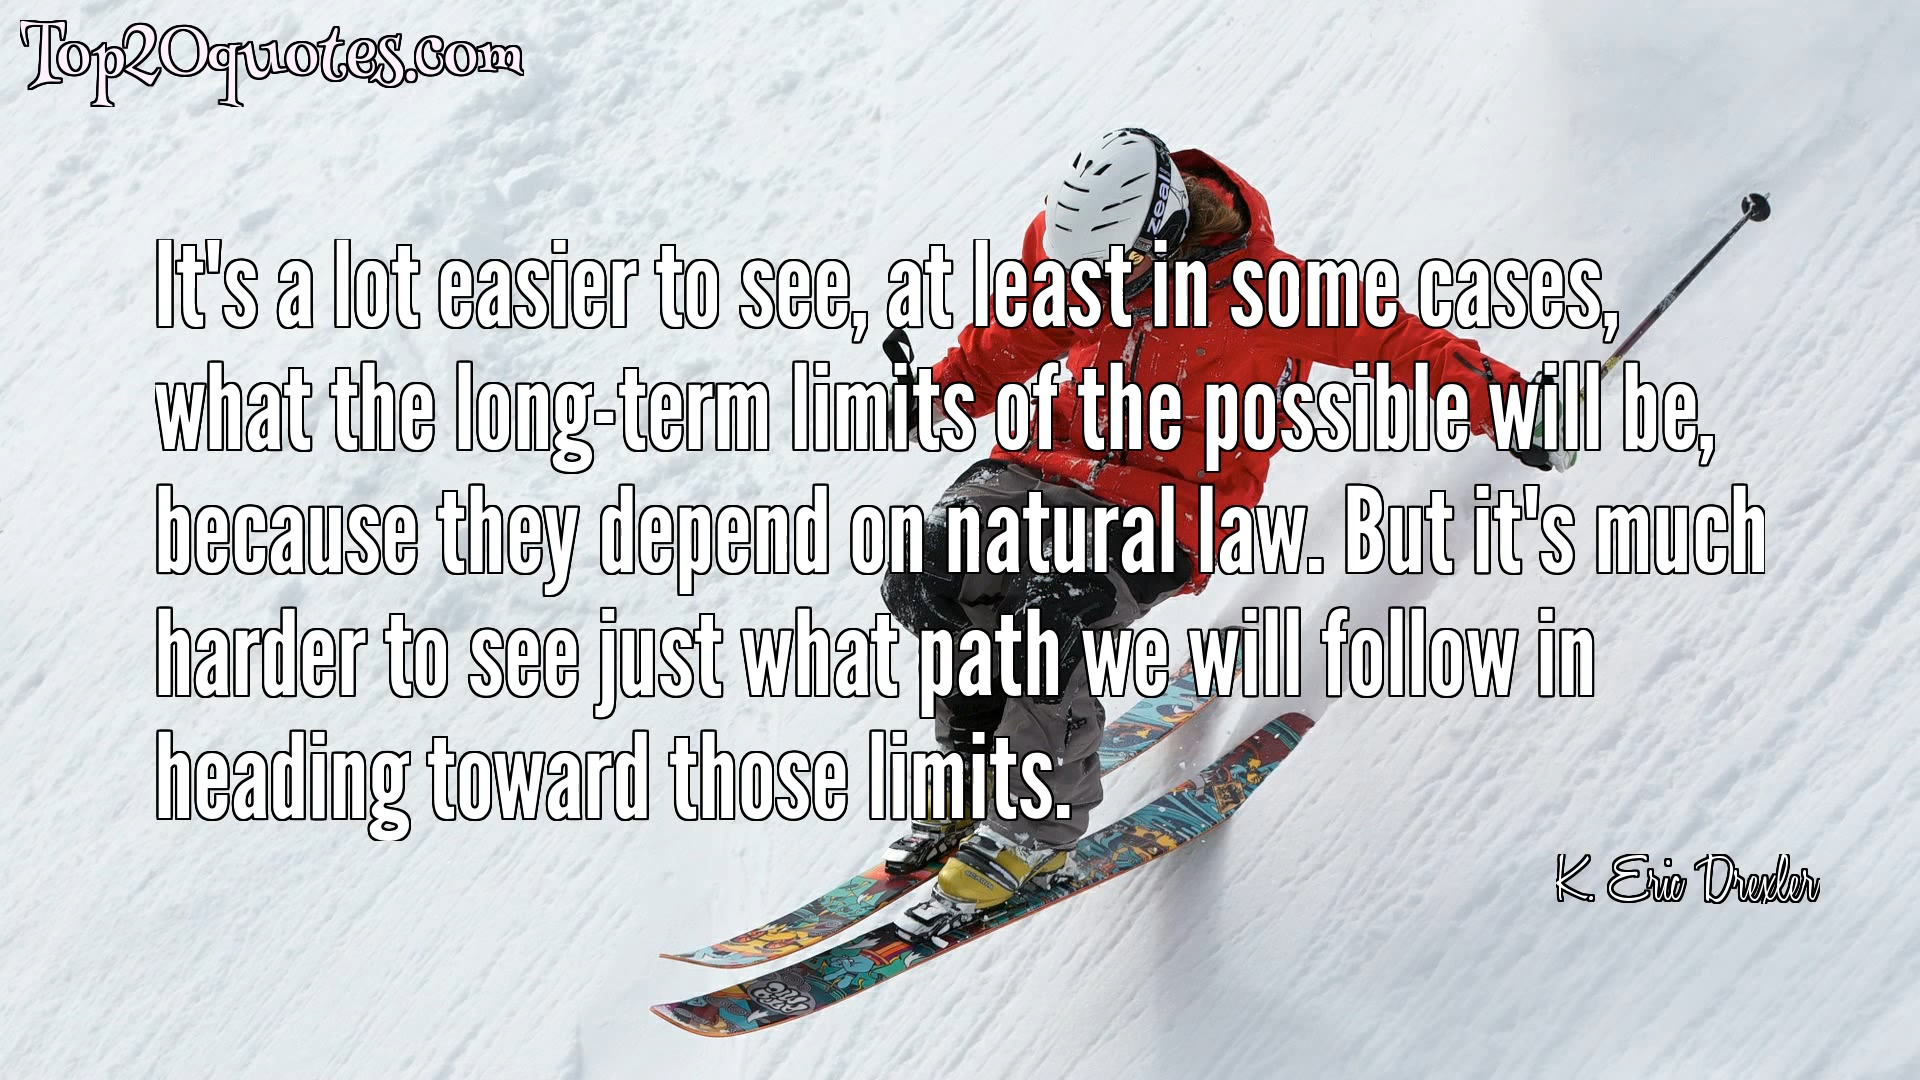 Top20quotes.com
zeal
It's a lot easier to see, at least in some cases,
what the long-term limits of the possible will be,
because they depend on natural law. But it's much
harder to see just what path we will follow in
heading toward those limits.
K. Eric Drexler